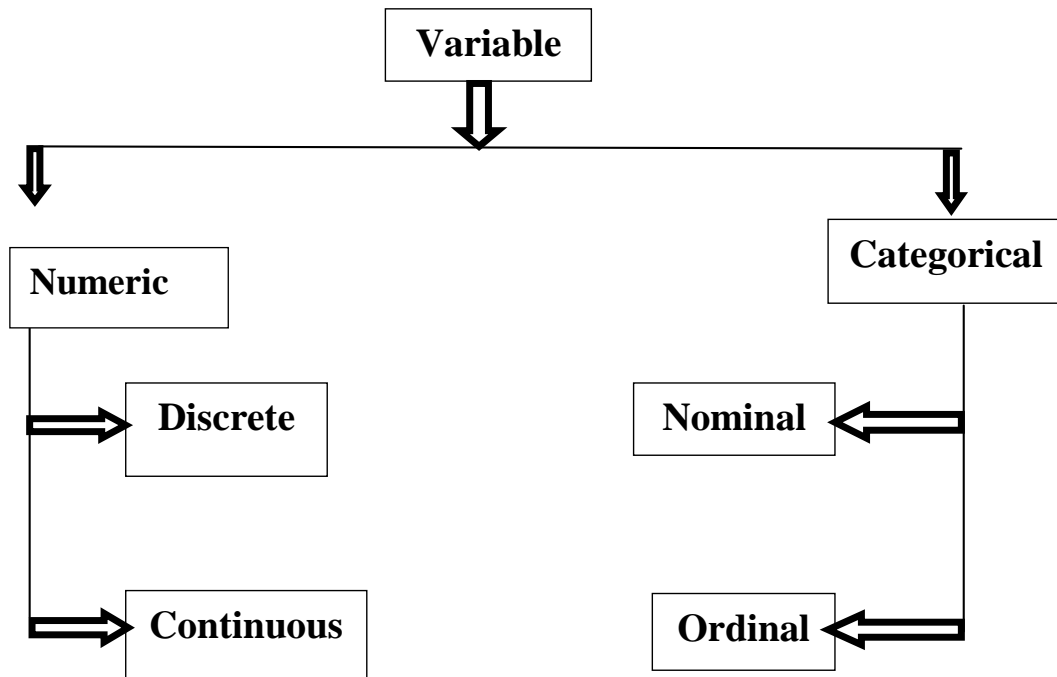 Variable
Numeric
Categorical
Discrete
Nominal
Continuous
Ordinal